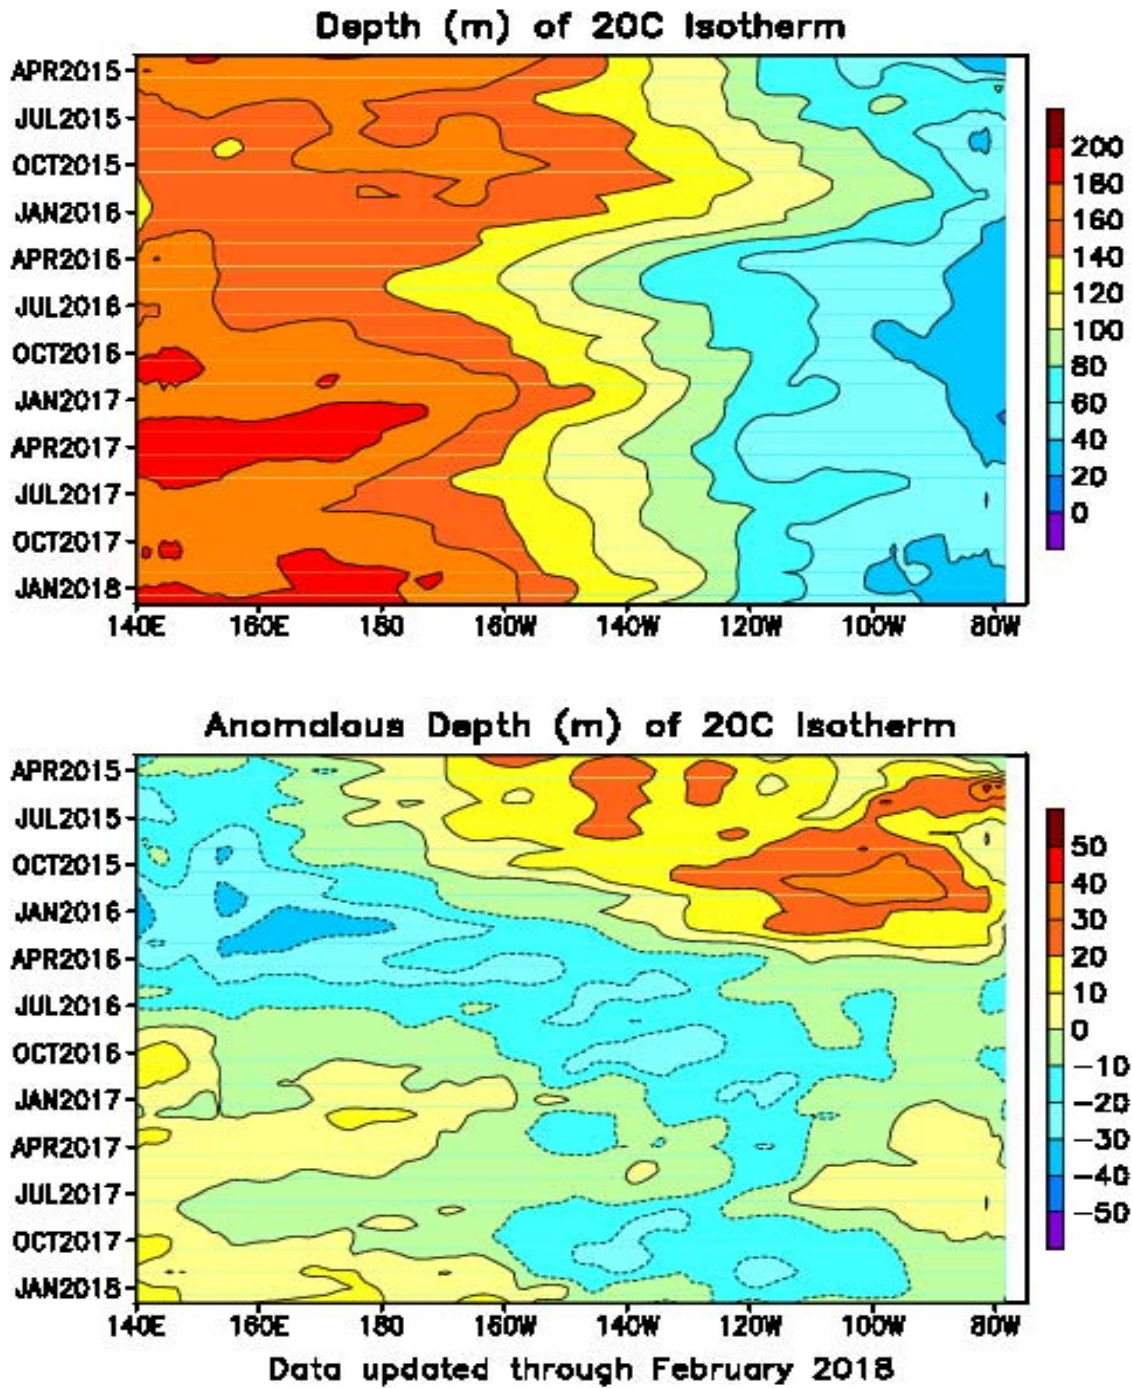 Depth (m) of 20C Isotherm
APR2015
JUL2015
OCT2015
JAN2016
APR2016
JUL2016
OCT2016
JAN2017
APR2017
JUL2017
OCT2017
JAN2018
140E 160E 180 160W 140W 120W 100W 80W
200
180
160
140
120
100
80
60
40
20
0
Anomalous Depth (m) of 20C Isotherm
APR2015
JUL2015
OCT2015
JAN2016
APR2016
JUL2016
OCT2016
JAN2017
APR2017
JUL2017
OCT2017
JAN2018
140E 160E 180 160W 140W 120W 100W 80W
50
40
30
20
10
0
-10
-20
-30
-40
-50
Data updated through February 2018